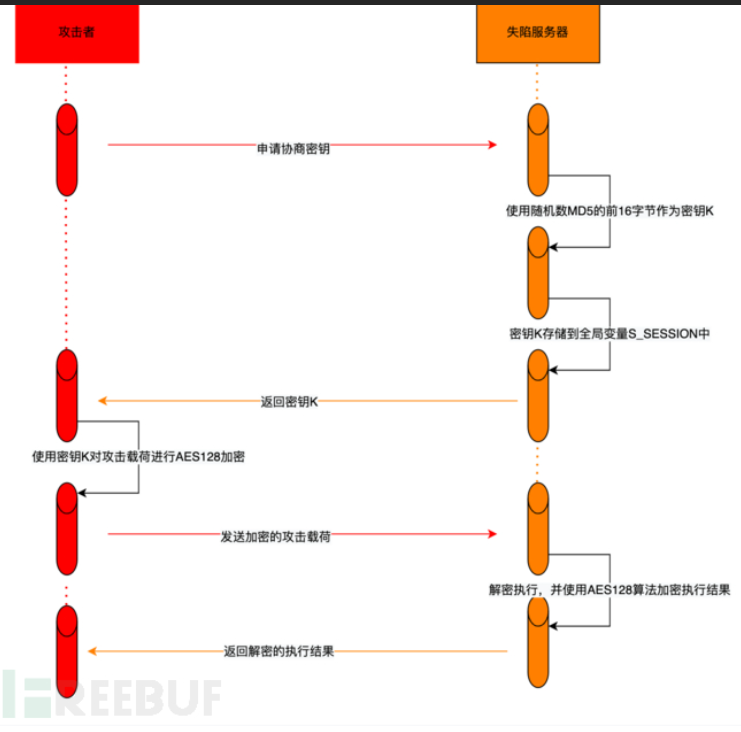 攻击者
失陷服务器
申请协商密钥
使用随机数MD5的前16字节作为密钥K
密钥K存储到全局变量S_SESSION中
返回密钥K
使用密钥K对攻击载荷进行AES128加密
发送加密的攻击载荷
解密执行，并使用AES128算法加密执行结果
返回解密的执行结果
FREEBUF